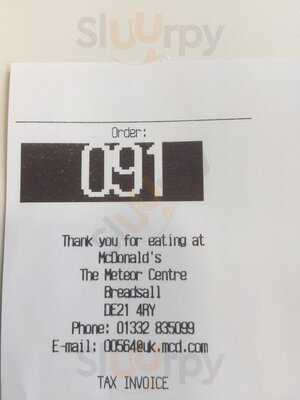 Sluurpy
Order:
091
Thank you for eating at
McDonald's
The Meteor Centre
Breadsall
DE21 4RY
Phone: 01332 835099
E-mail: 00564@uk.mcd.com
TAX INVOICE